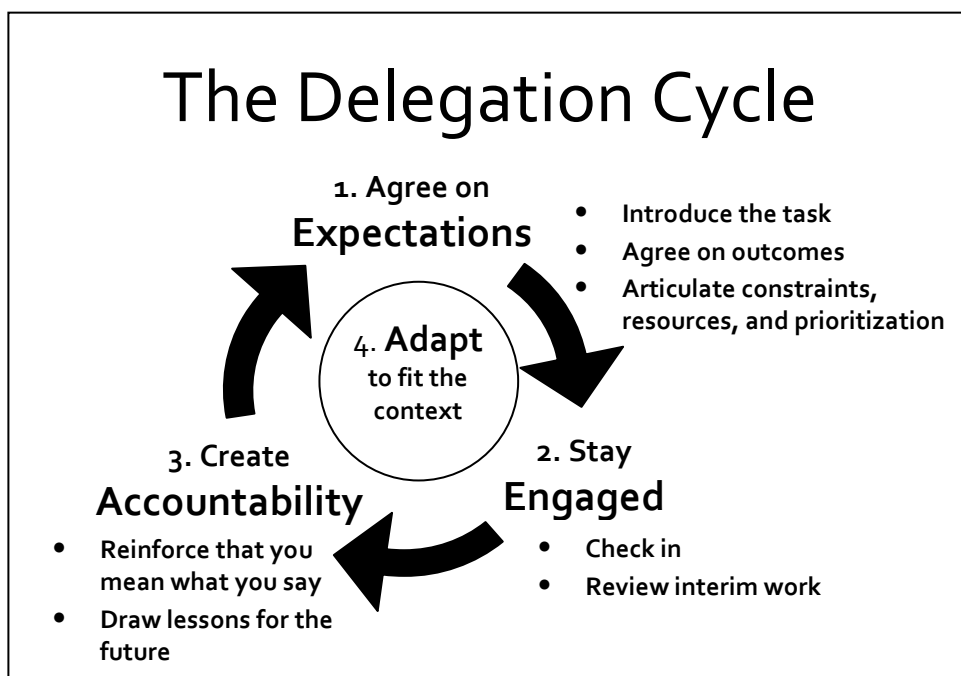 The Delegation Cycle
1. Agree on
Expectations
• Introduce the task
• Agree on outcomes
• Articulate constraints,
resources, and prioritization
4. Adapt
to fit the
context
2. Stay
Engaged
• Check in
• Review interim work
3. Create
Accountability
• Reinforce that you
mean what you say
• Draw lessons for the
future